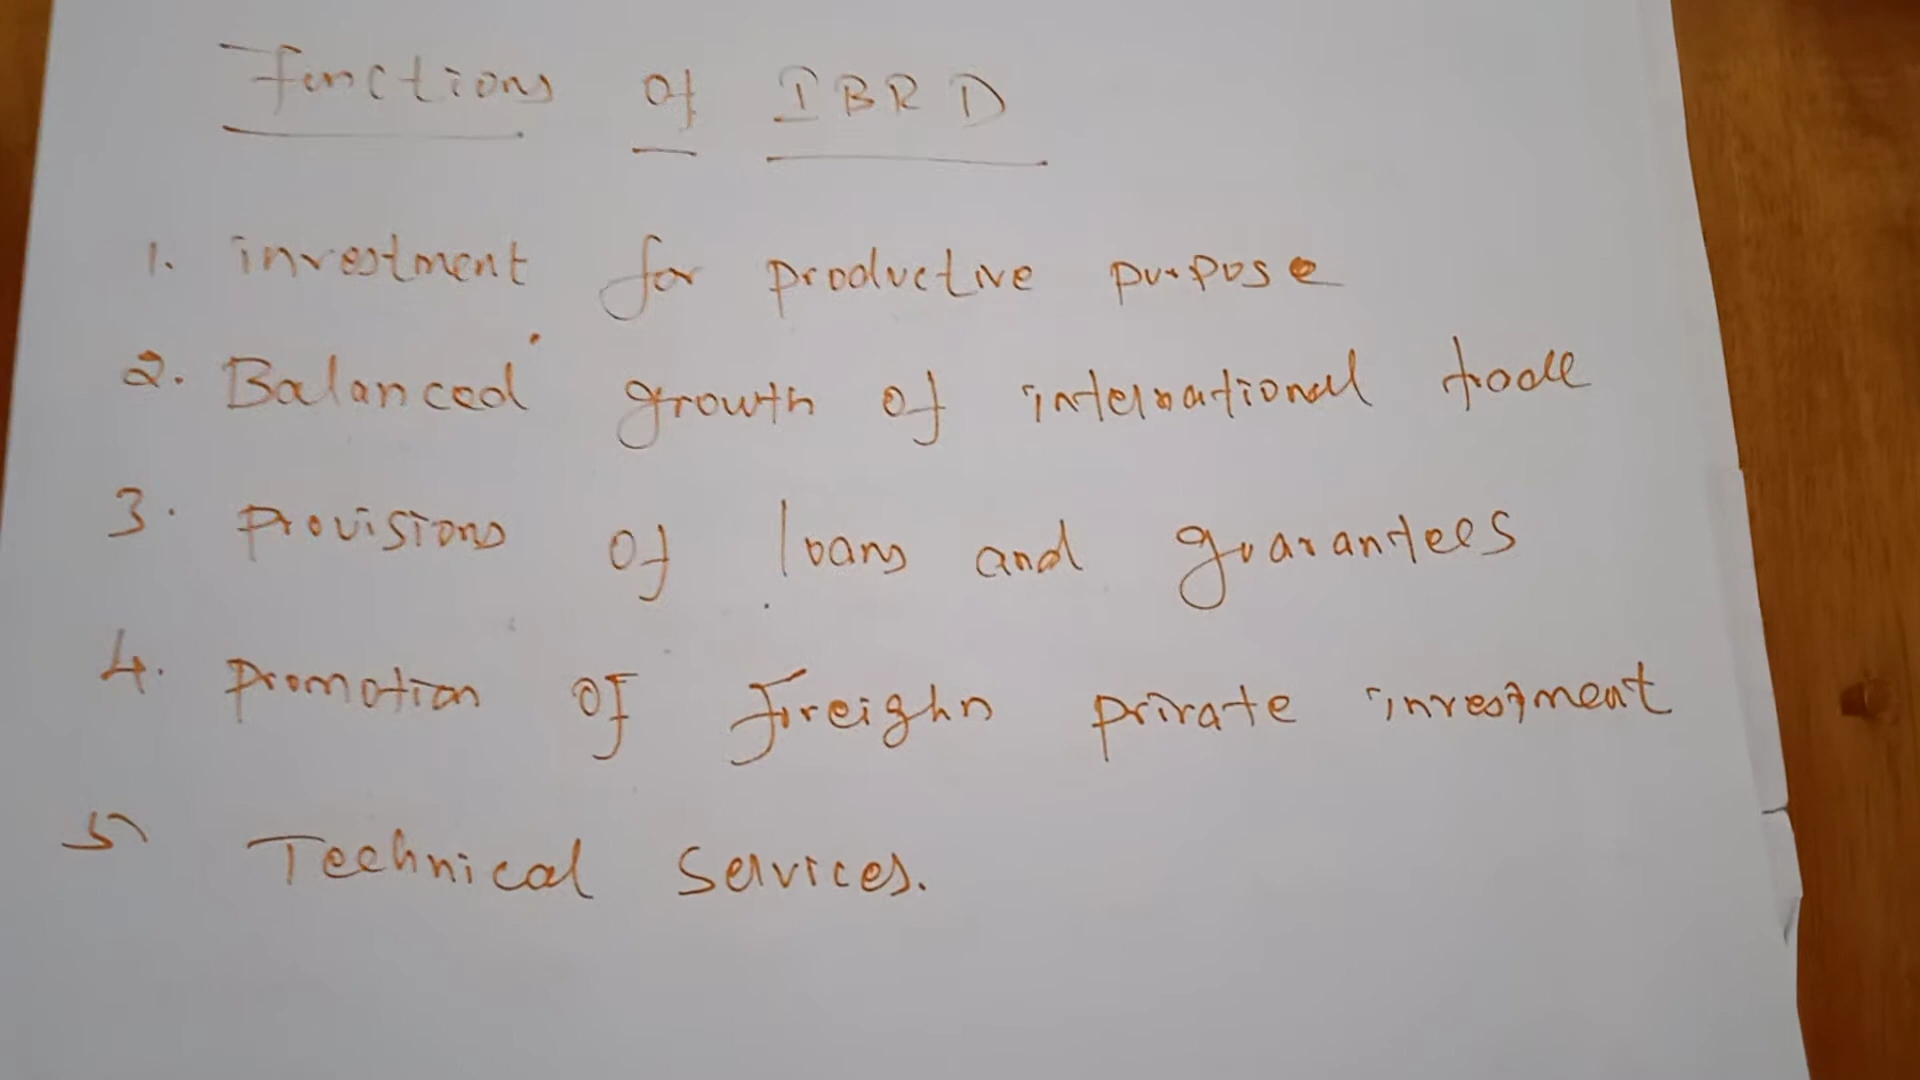 Functions of IBRD
1. investment for productive purpose
2. Balanced growth of international trade
3. provisions of loans and guarantees
4. promotion of foreighn private investment
5 Technical Services.